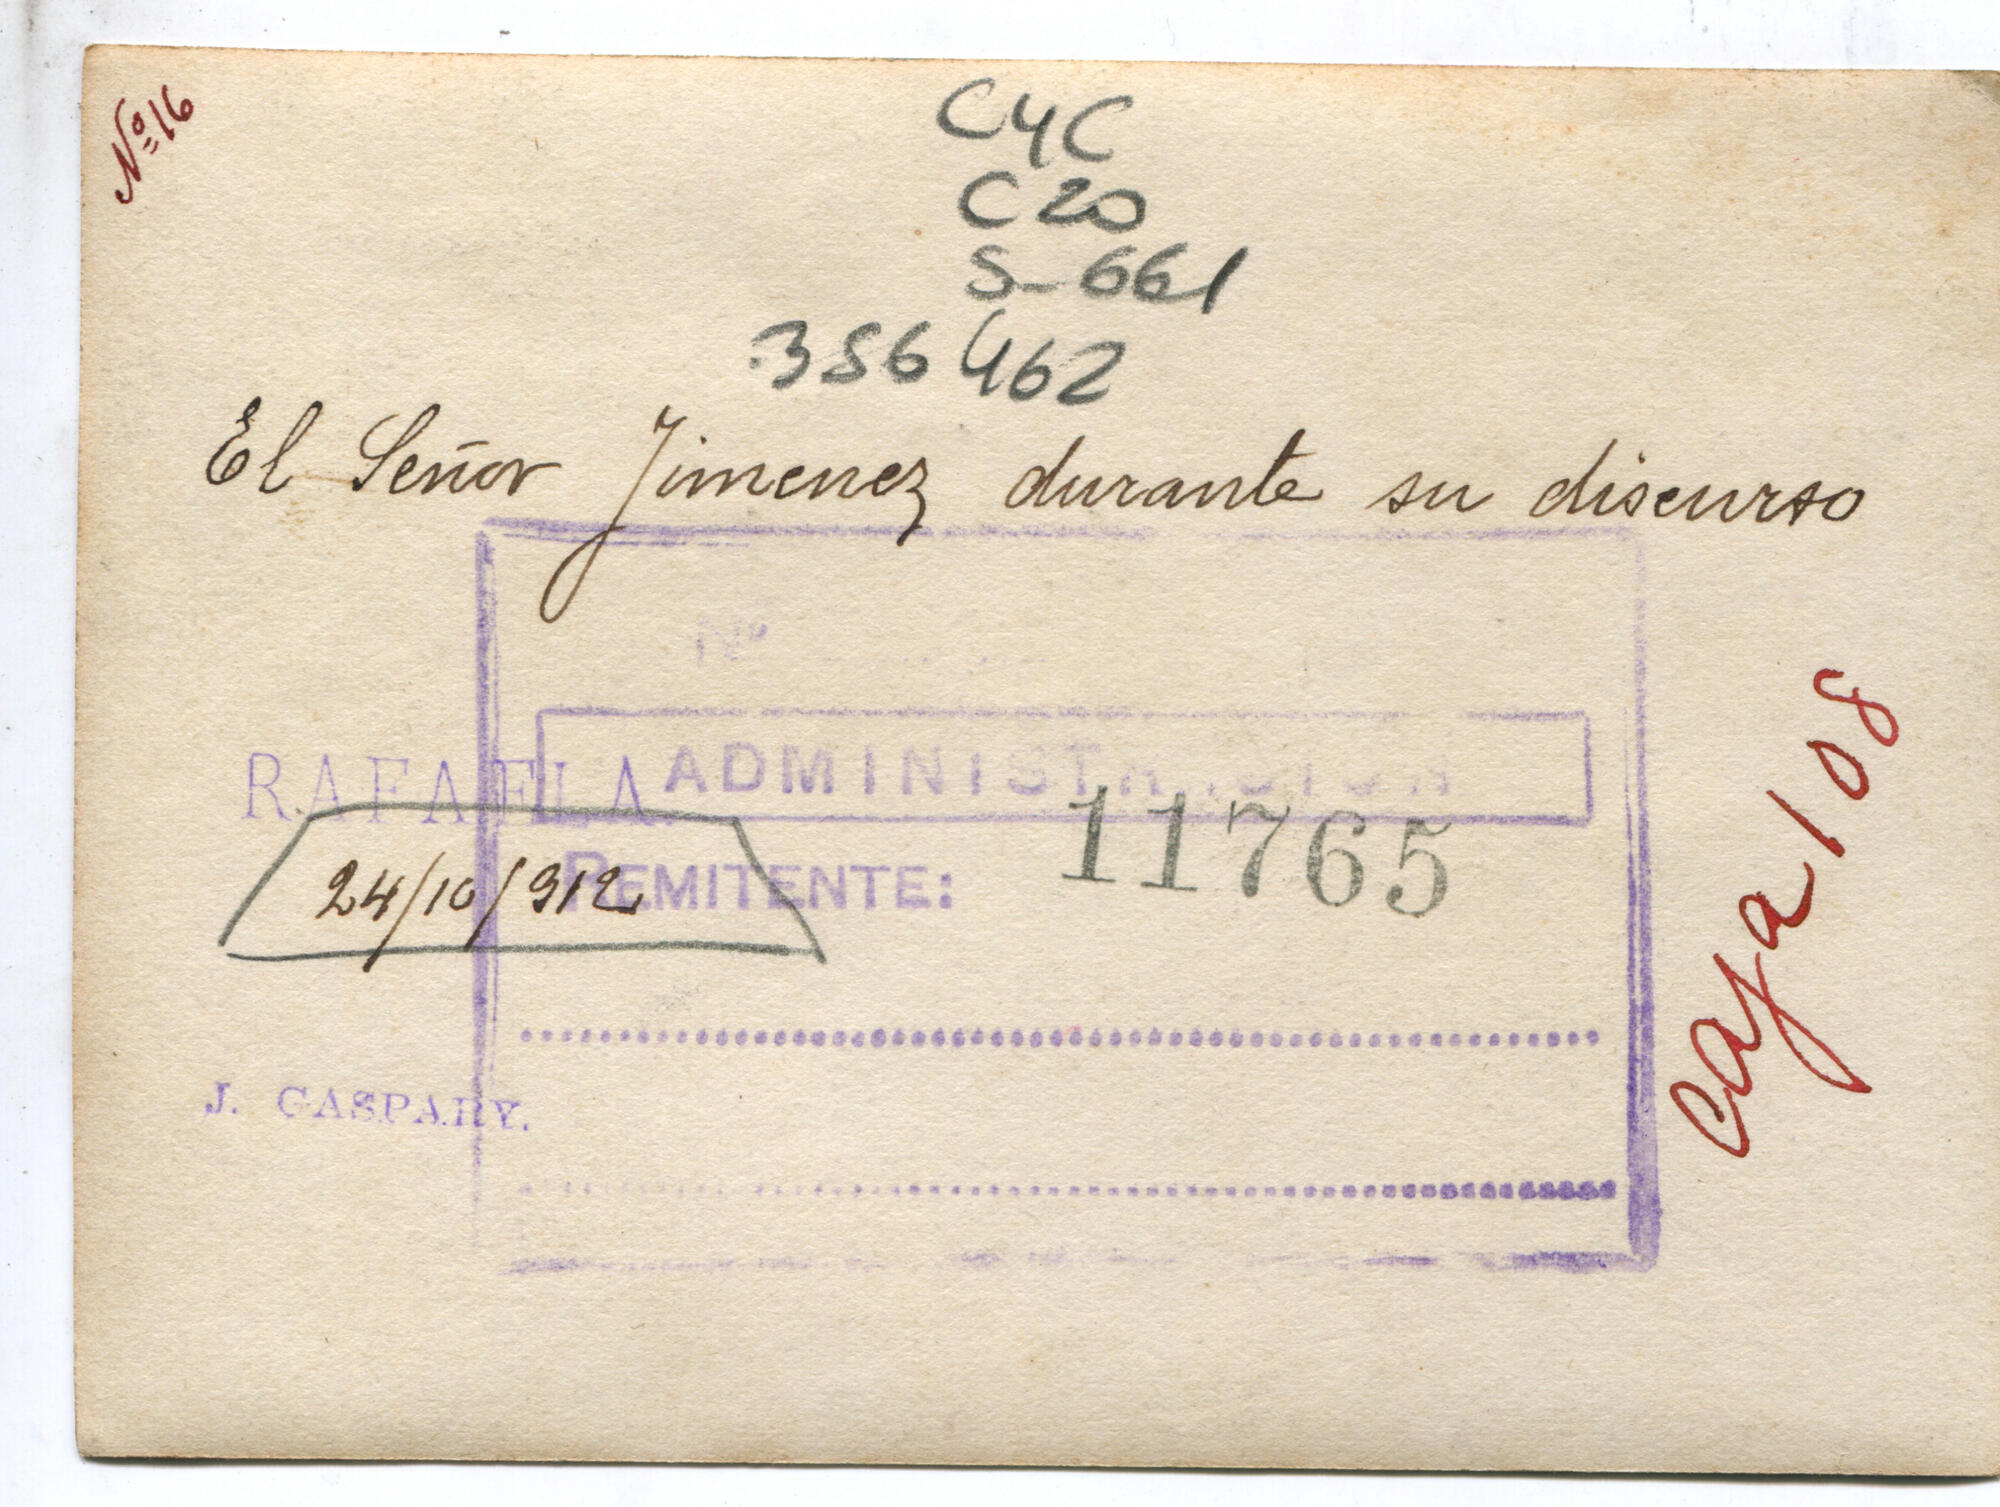 Nº 16
CyC
C20
S-661
356462
El Señor Jimenez durante su discurso
Nº
ADMINISTRACION
RAFAELA.
11765
REMITENTE:
24/10/912
Caja 108
J. GASPARY.